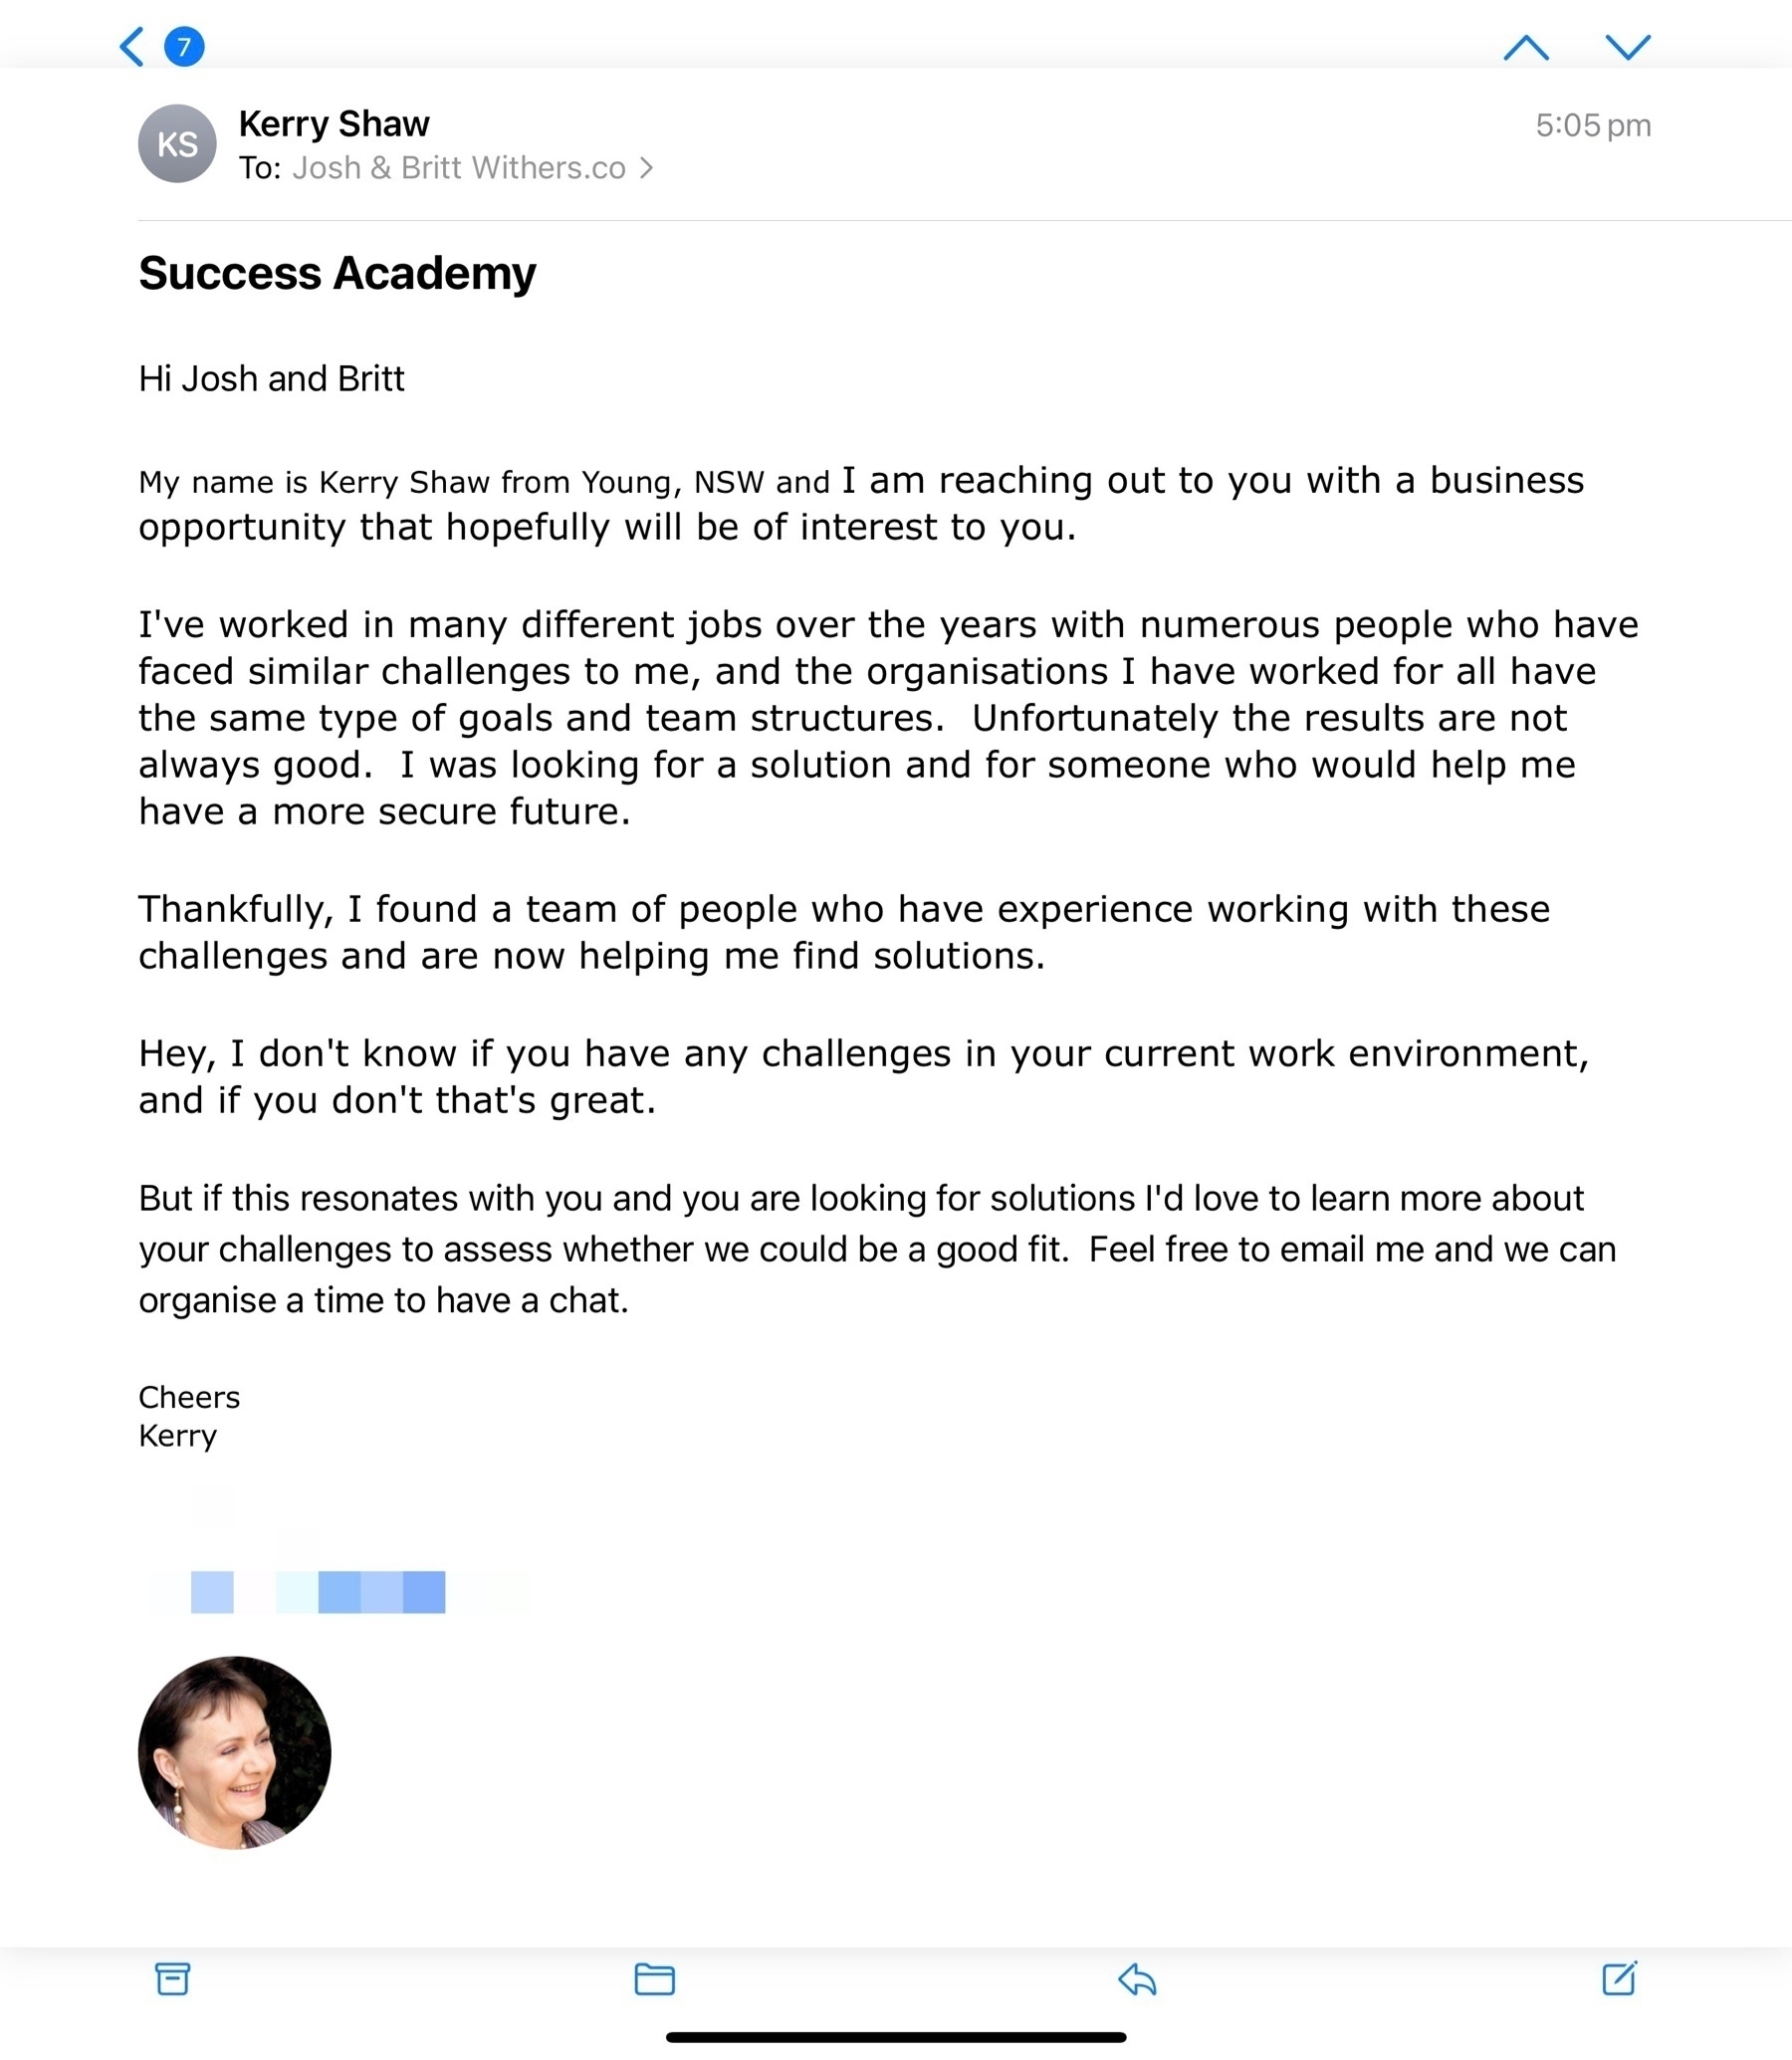 7
Kerry Shaw
5:05 pm
KS
To: Josh & Britt Withers.co
Success Academy
Hi Josh and Britt
My name is Kerry Shaw from Young, NSW and I am reaching out to you with a business
opportunity that hopefully will be of interest to you.
I've worked in many different jobs over the years with numerous people who have
faced similar challenges to me, and the organisations I have worked for all have
the same type of goals and team structures.  Unfortunately the results are not
always good.  I was looking for a solution and for someone who would help me
have a more secure future.
Thankfully, I found a team of people who have experience working with these
challenges and are now helping me find solutions.
Hey, I don't know if you have any challenges in your current work environment,
and if you don't that's great.
But if this resonates with you and you are looking for solutions I'd love to learn more about
your challenges to assess whether we could be a good fit.  Feel free to email me and we can
organise a time to have a chat.
Cheers
Kerry